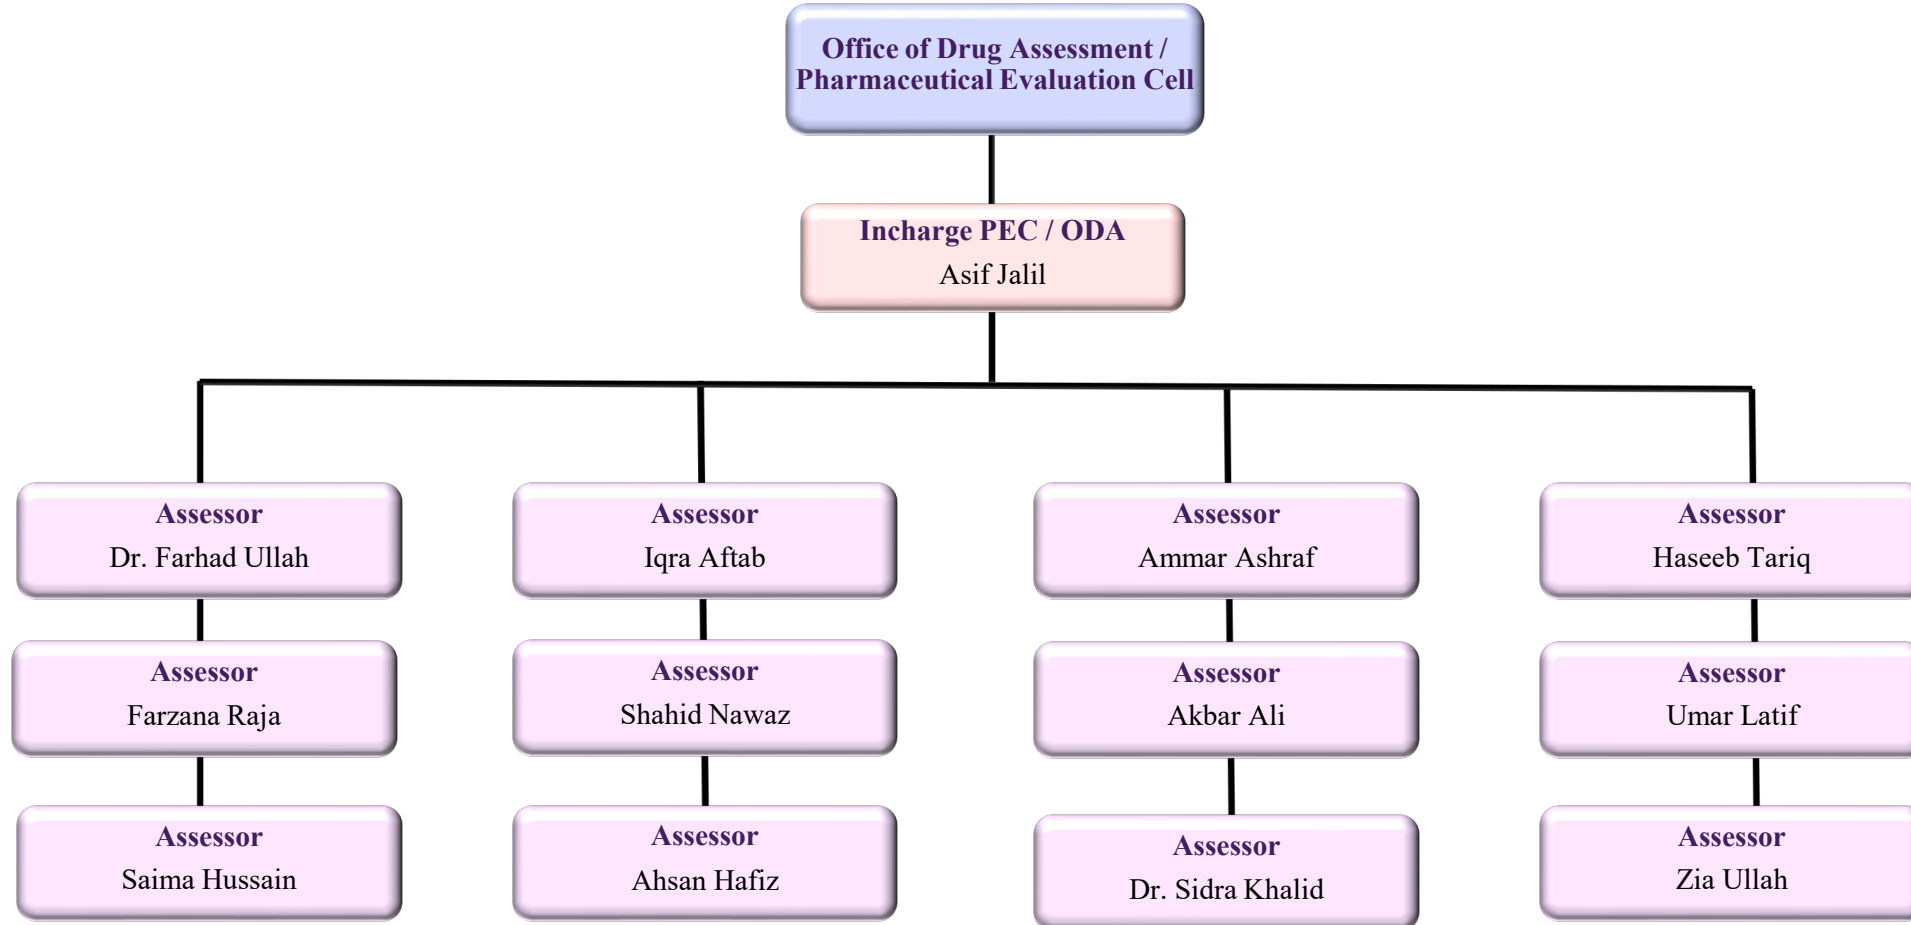 Office of Drug Assessment /
Pharmaceutical Evaluation Cell
Incharge PEC / ODA
Asif Jalil
Assessor
Dr. Farhad Ullah
Assessor
Iqra Aftab
Assessor
Ammar Ashraf
Assessor
Haseeb Tariq
Assessor
Farzana Raja
Assessor
Shahid Nawaz
Assessor
Akbar Ali
Assessor
Umar Latif
Assessor
Saima Hussain
Assessor
Ahsan Hafiz
Assessor
Dr. Sidra Khalid
Assessor
Zia Ullah